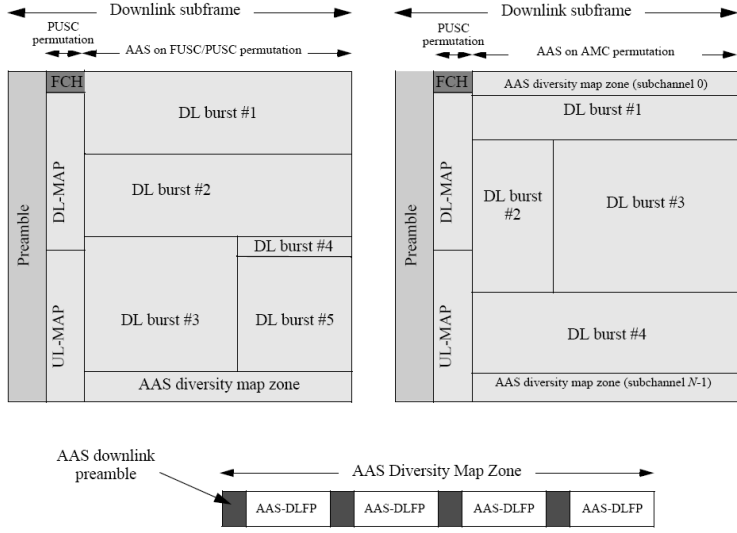 Downlink subframe
PUSC
permutation
AAS on FUSC/PUSC permutation
FCH
DL burst #1
DL-MAP
DL burst #2
Preamble
DL burst #4
UL-MAP
DL burst #3
DL burst #5
AAS diversity map zone
Downlink subframe
PUSC
permutation
AAS on AMC permutation
FCH
AAS diversity map zone (subchannel 0)
DL burst #1
DL-MAP
DL burst
#2
DL burst #3
Preamble
UL-MAP
DL burst #4
AAS diversity map zone (subchannel N-1)
AAS downlink
preamble
AAS Diversity Map Zone
AAS-DLFP
AAS-DLFP
AAS-DLFP
AAS-DLFP